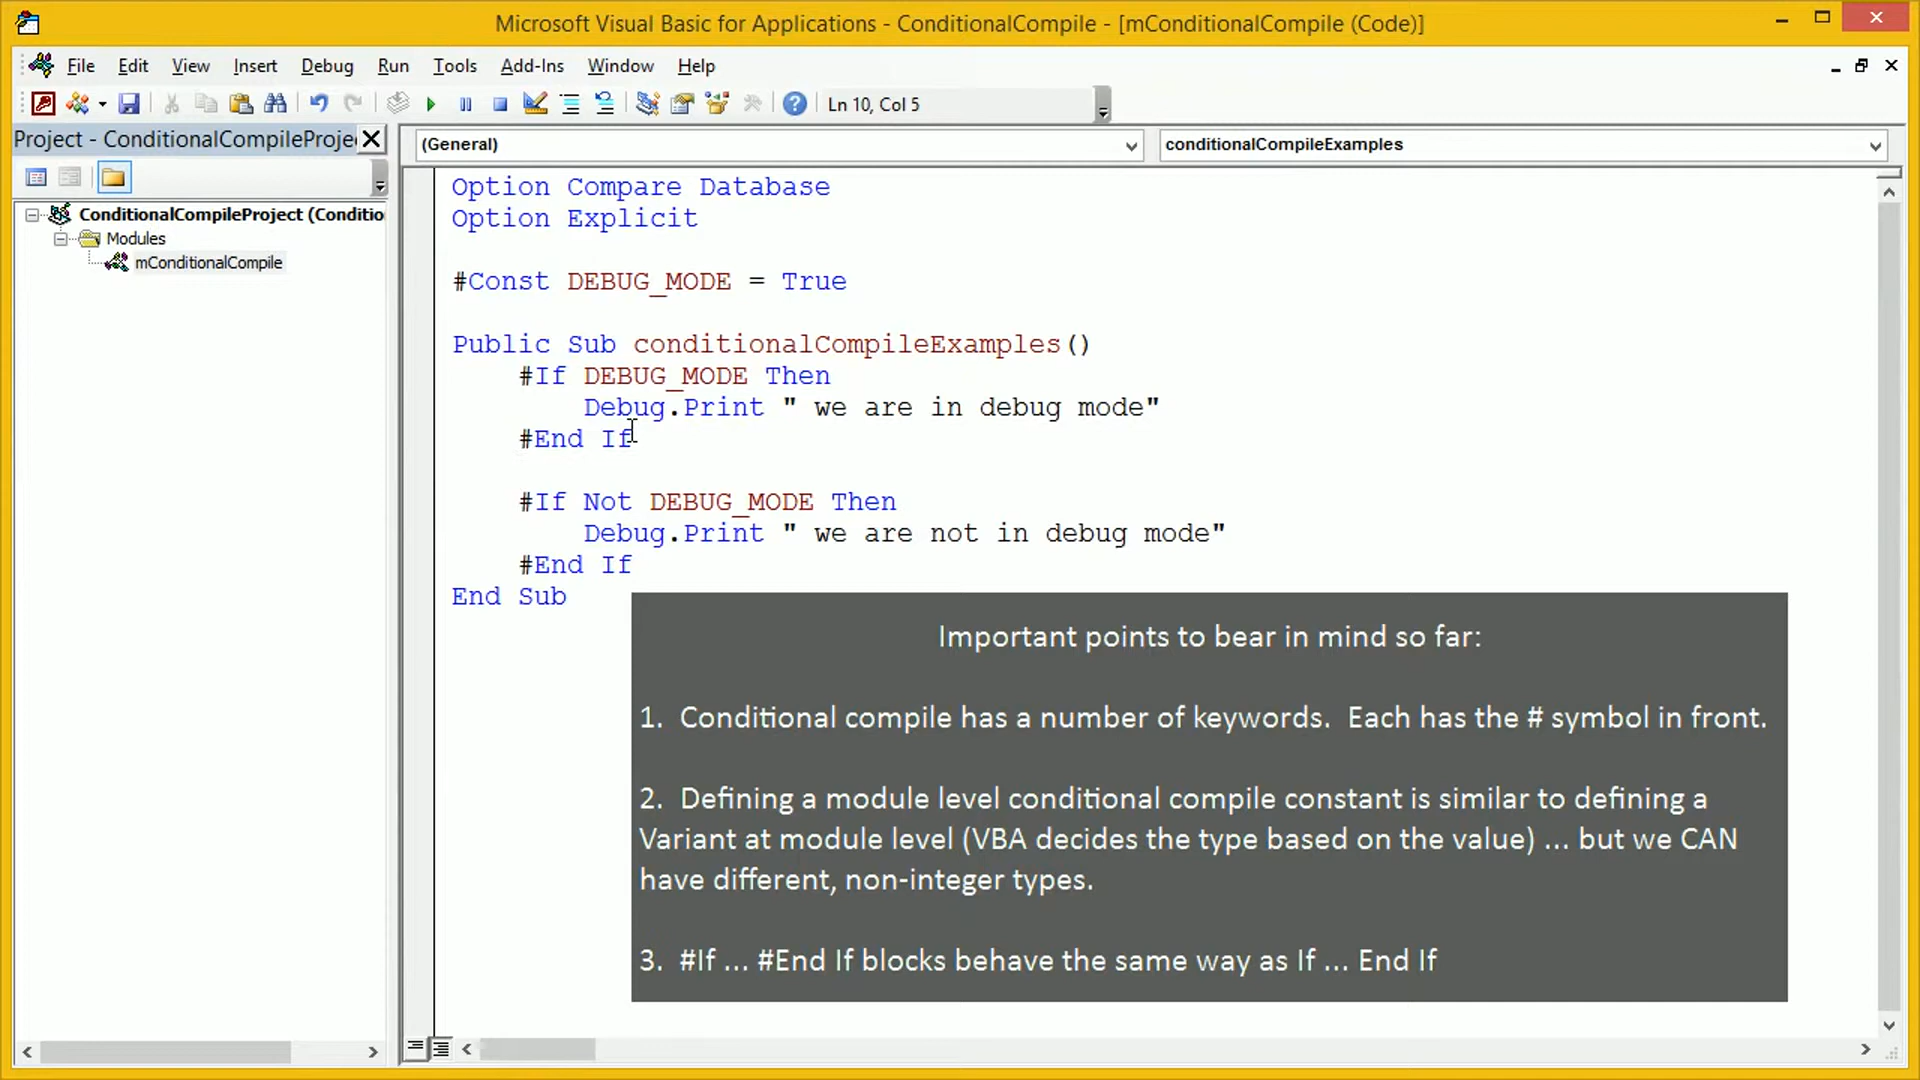 Microsoft Visual Basic for Applications - ConditionalCompile - [mConditionalCompile (Code)]
File Edit View Insert Debug Run Tools Add-Ins Window Help
Ln 10, Col 5
Project - ConditionalCompileProje
(General)
conditionalCompileExamples
ConditionalCompileProject (Conditio
Modules
mConditionalCompile
Option Compare Database
Option Explicit
#Const DEBUG_MODE = True
Public Sub conditionalCompileExamples()
#If DEBUG_MODE Then
Debug.Print " we are in debug mode"
#End If
#If Not DEBUG_MODE Then
Debug.Print " we are not in debug mode"
#End If
End Sub
Important points to bear in mind so far:
1. Conditional compile has a number of keywords. Each has the # symbol in front.
2. Defining a module level conditional compile constant is similar to defining a
Variant at module level (VBA decides the type based on the value) ... but we CAN
have different, non-integer types.
3. #If ... #End If blocks behave the same way as If ... End If